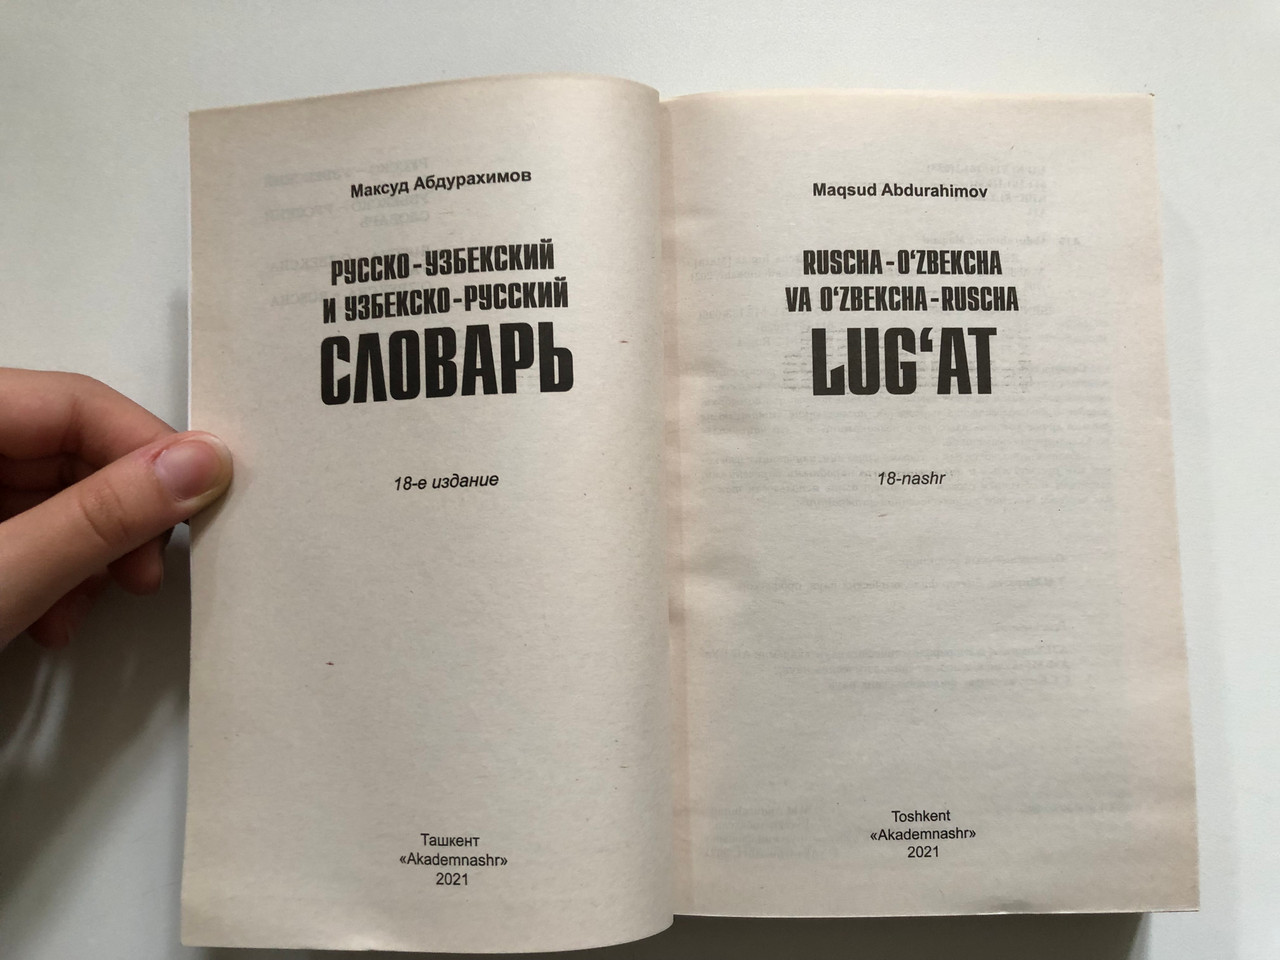 Максуд Абдурахимов
РУССКО-УЗБЕКСКИЙ
И УЗБЕКСКО-РУССКИЙ
СЛОВАРЬ
18-е издание
Ташкент
«Akademnashr»
2021
Maqsud Abdurahimov
RUSCHA-O‘ZBEKCHA
VA O‘ZBEKCHA-RUSCHA
LUG‘AT
18-nashr
Toshkent
«Akademnashr»
2021